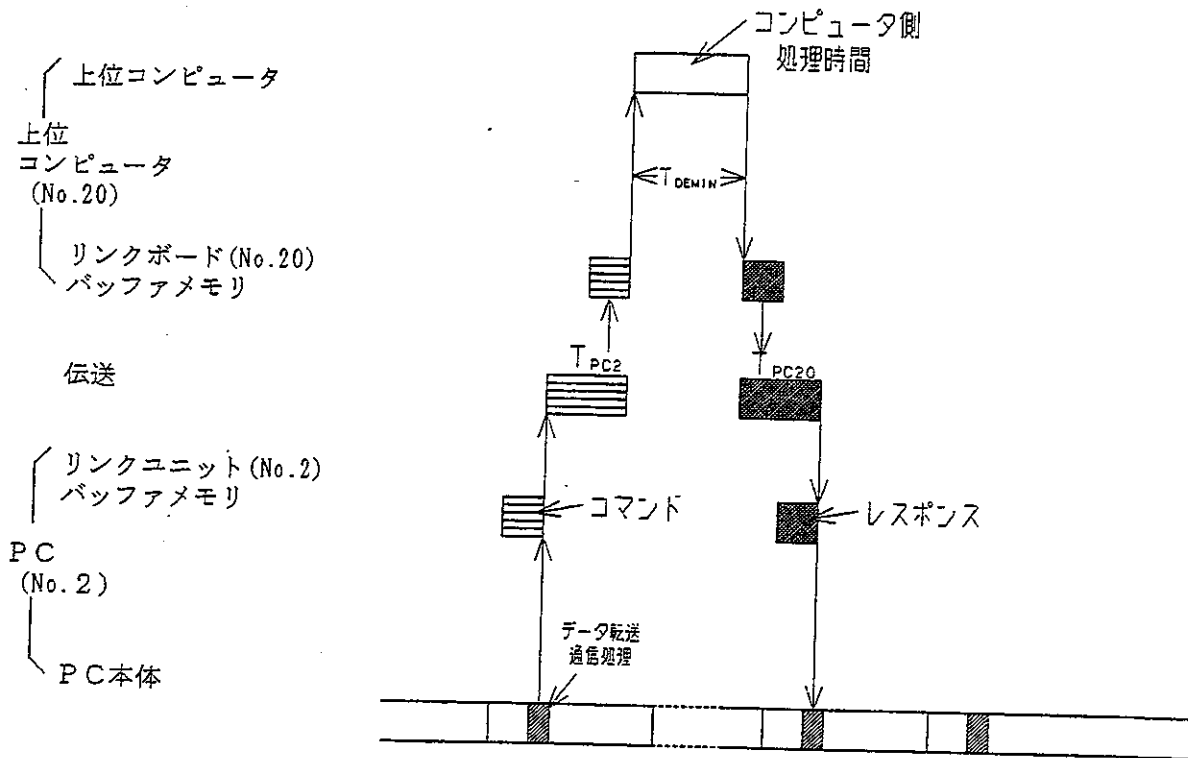 コンピュータ側
処理時間
上位コンピュータ
上位
コンピュータ
(No.20)
T DEMIN
リンクボード(No.20)
バッファメモリ
伝送
T PC2
T PC20
リンクユニット(No.2)
バッファメモリ
コマンド
レスポンス
PC
(No.2)
データ転送
通信処理
PC本体